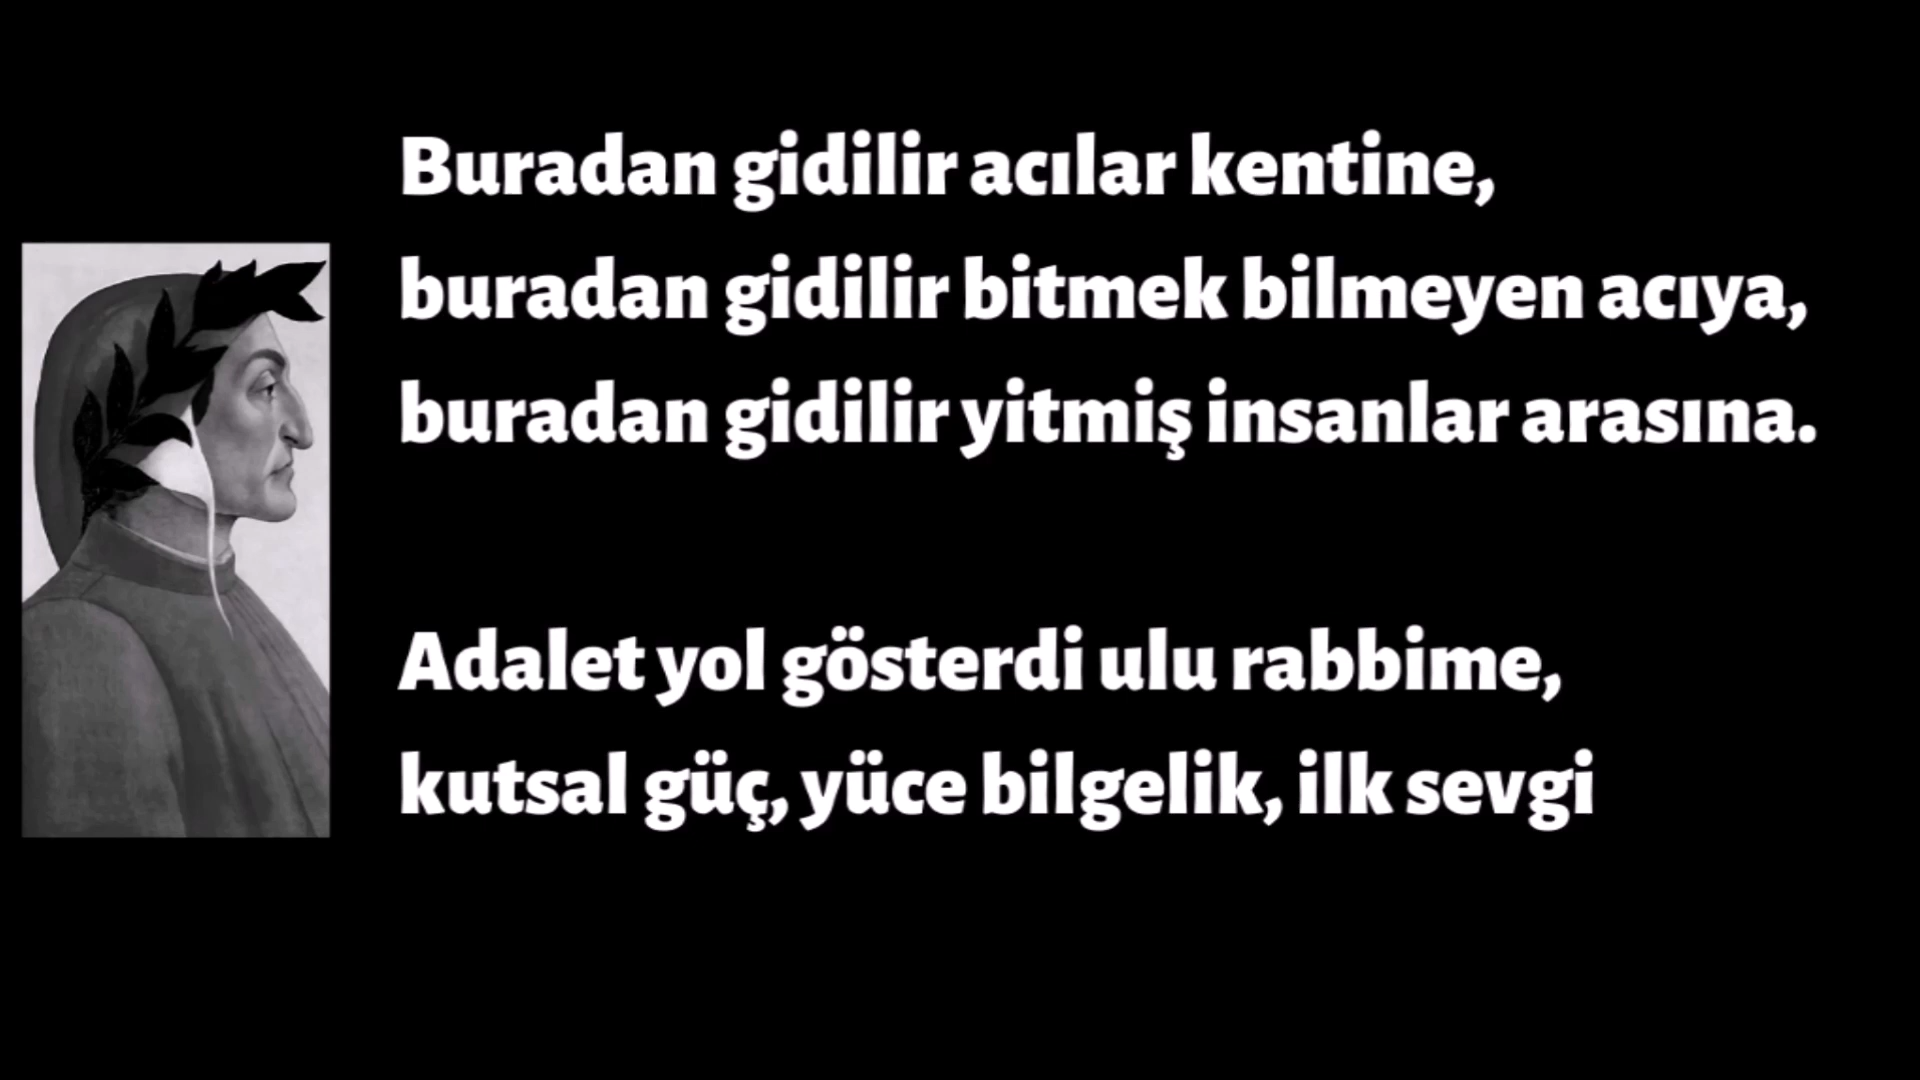 Buradan gidilir acılar kentine,
buradan gidilir bitmek bilmeyen acıya,
buradan gidilir yitmiş insanlar arasına.
Adalet yol gösterdi ulu rabbime,
kutsal güç, yüce bilgelik, ilk sevgi